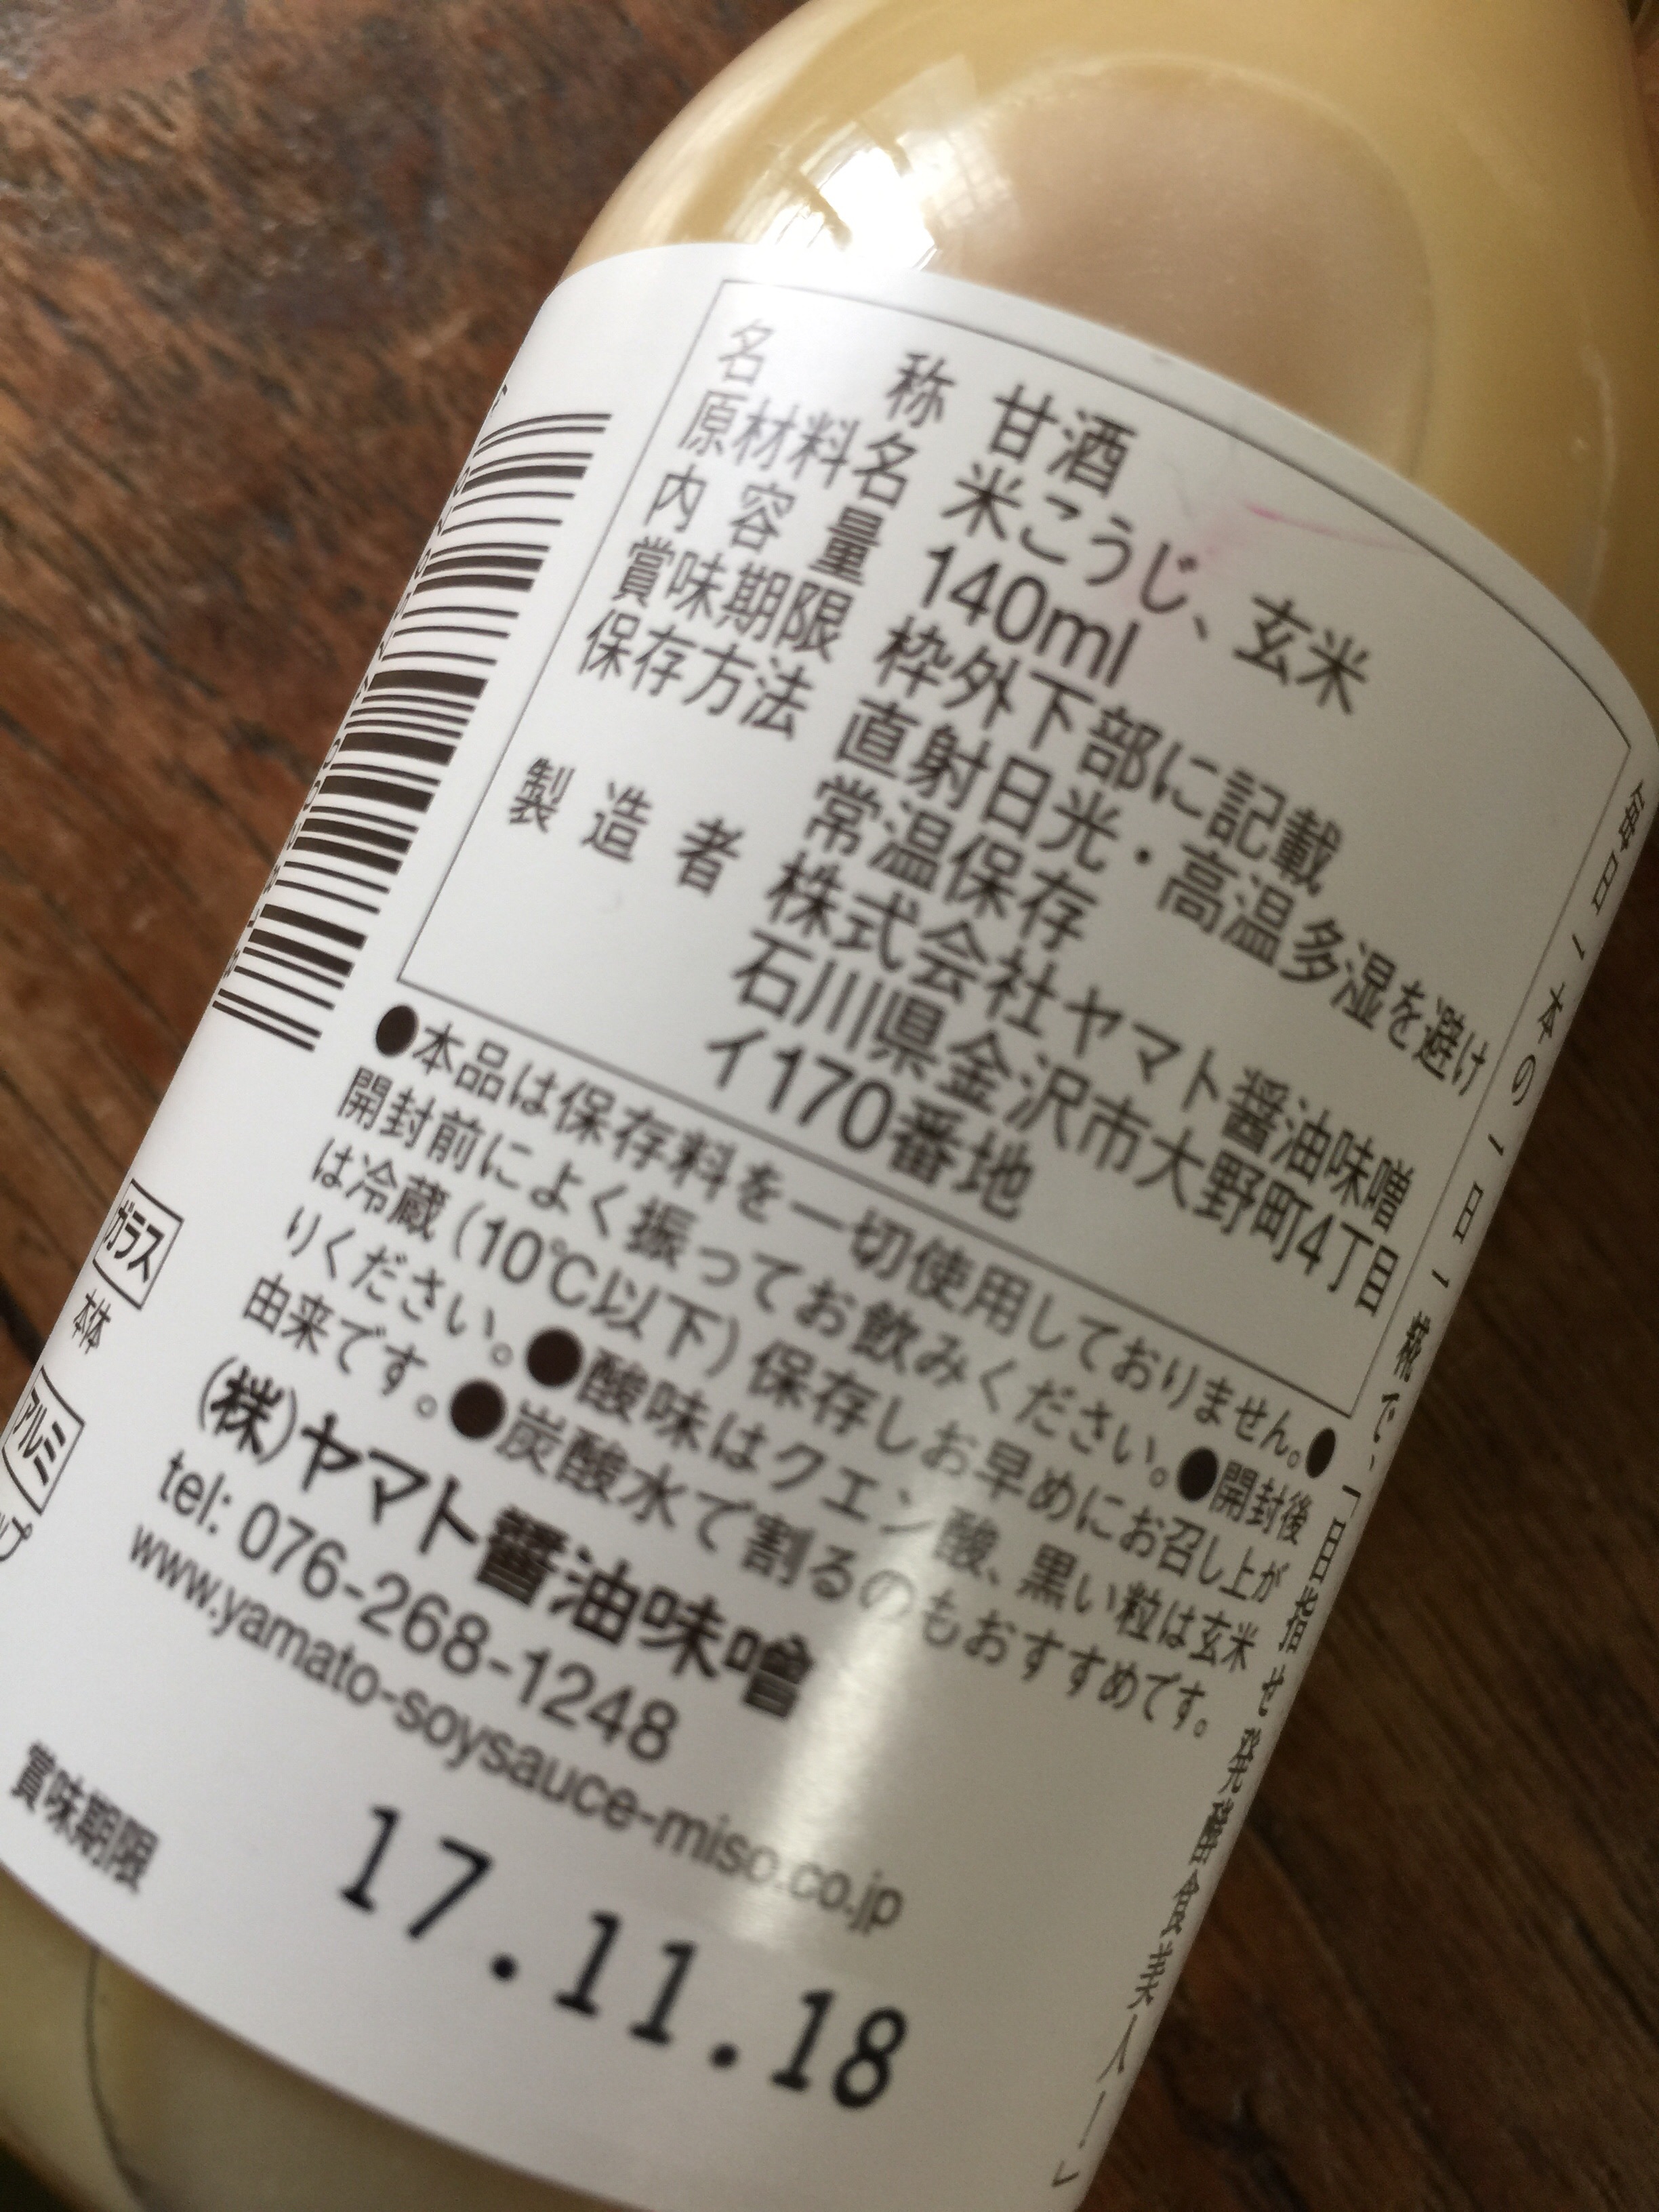 名称 甘酒
原材料名 米こうじ、玄米
内容量 140ml
賞味期限 枠外下部に記載
保存方法 直射日光・高温多湿を避け
常温保存
製造者 株式会社ヤマト醤油味噌
石川県金沢市大野町4丁目
イ170番地
●本品は保存料を一切使用しておりません。●
開封前によく振ってお飲みください。●開封後
は冷蔵(10℃以下)保存しお早めにお召し上が
りください。●酸味はクエン酸、黒い粒は玄米
由来です。●炭酸水で割るのもおすすめです。
(株)ヤマト醤油味噌
tel: 076-268-1248
www.yamato-soysauce-miso.co.jp
賞味期限 17.11.18
ガラス
本体
アルミ
毎日1本の一日一糀で、「目指せ発酵食美人!」